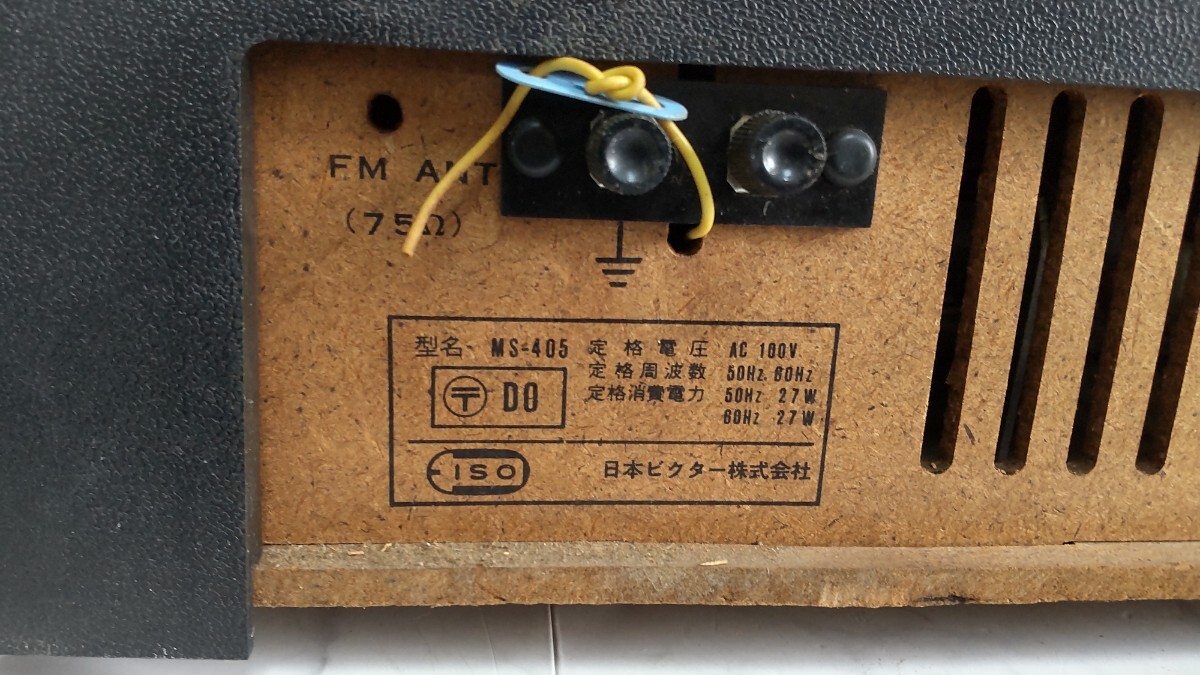 FM ANT
(75Ω)
型名 MS-405 定格電圧 AC 100V
定格周波数 50Hz. 60Hz
〒 DO 定格消費電力 50Hz 27W
60Hz 27W
ISO 日本ビクター株式会社